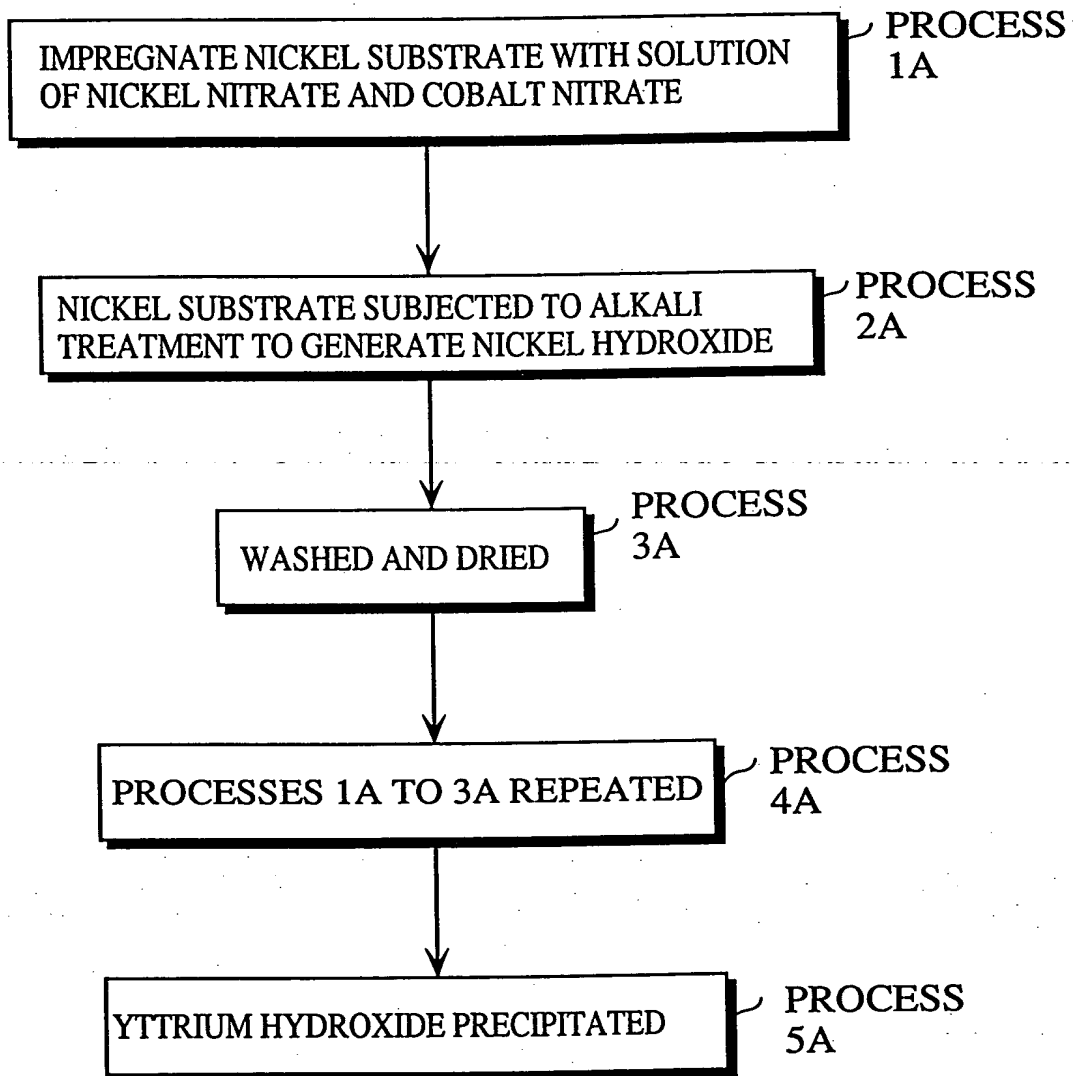 IMPREGNATE NICKEL SUBSTRATE WITH SOLUTION
OF NICKEL NITRATE AND COBALT NITRATE
PROCESS
1A
NICKEL SUBSTRATE SUBJECTED TO ALKALI
TREATMENT TO GENERATE NICKEL HYDROXIDE
PROCESS
2A
WASHED AND DRIED
PROCESS
3A
PROCESSES 1A TO 3A REPEATED
PROCESS
4A
YTTRIUM HYDROXIDE PRECIPITATED
PROCESS
5A